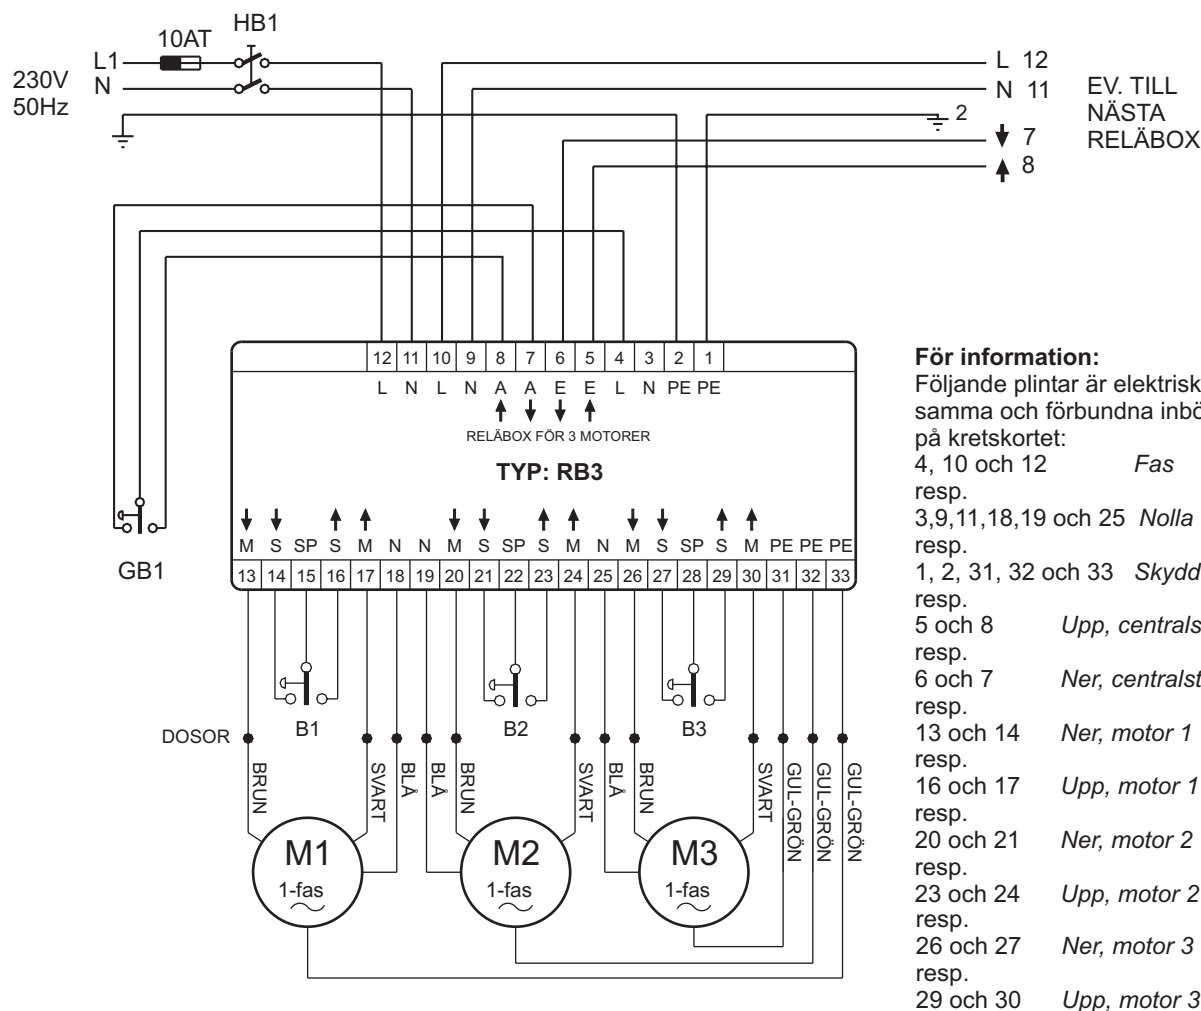 HB1
10AT
L1
230V
N
50Hz
L 12
N 11
EV. TILL
NÄSTA
RELÄBOX
2
7
8
12 11 10 9 8 7 6 5 4 3 2 1
L N L N A A E E L N PE PE
RELÄBOX FÖR 3 MOTORER
TYP: RB3
M S SP S M N N M S SP S M N M S SP S M PE PE PE
13 14 15 16 17 18 19 20 21 22 23 24 25 26 27 28 29 30 31 32 33
GB1
B1
B2
B3
DOSOR
BRUN
SVART
BLÅ
BLÅ
BRUN
SVART
BLÅ
BRUN
SVART
GUL-GRÖN
GUL-GRÖN
GUL-GRÖN
M1
1-fas
M2
1-fas
M3
1-fas
För information:
Följande plintar är elektrisk
samma och förbundna inbö
på kretskortet:
4, 10 och 12 Fas
resp.
3,9,11,18,19 och 25 Nolla
resp.
1, 2, 31, 32 och 33 Skydd
resp.
5 och 8 Upp, centrals
resp.
6 och 7 Ner, centralst
resp.
13 och 14 Ner, motor 1
resp.
16 och 17 Upp, motor 1
resp.
20 och 21 Ner, motor 2
resp.
23 och 24 Upp, motor 2
resp.
26 och 27 Ner, motor 3
resp.
29 och 30 Upp, motor 3